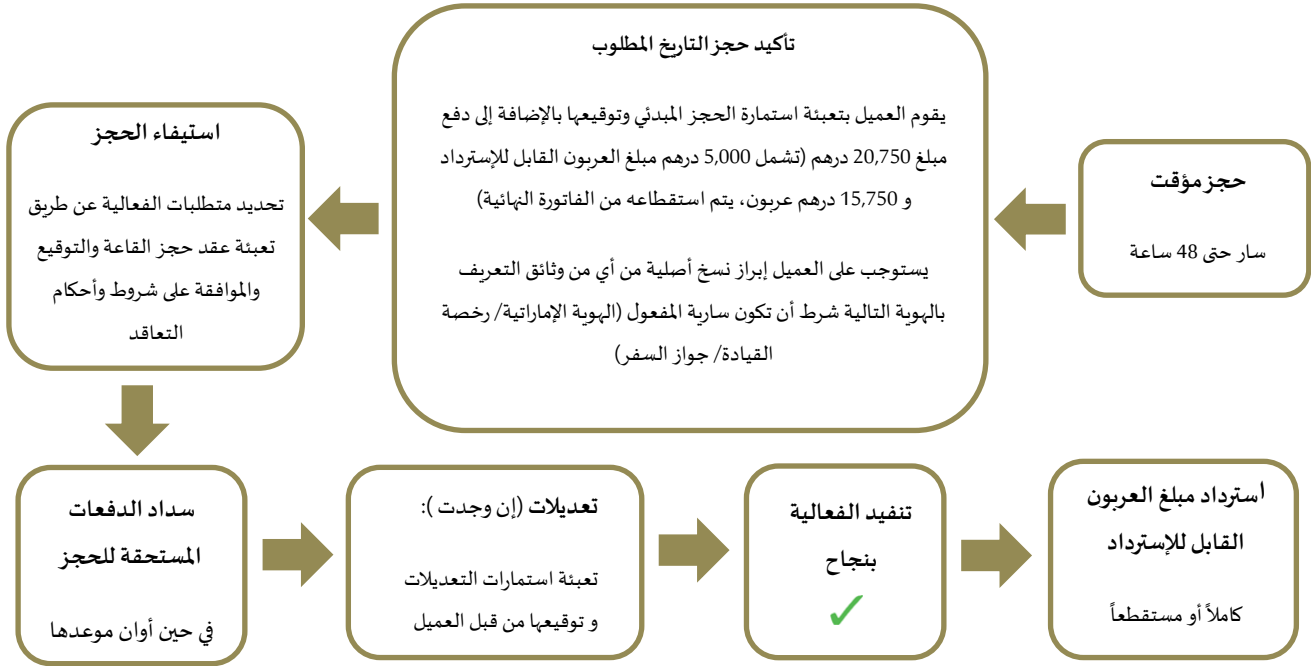 حجز مؤقت
سار حتى 48 ساعة
تأكيد حجز التاريخ المطلوب
يقوم العميل بتعبئة استمارة الحجز المبدئي وتوقيعها بالإضافة إلى دفع
مبلغ 20,750 درهم (تشمل 5,000 درهم مبلغ العربون القابل للإسترداد
و 15,750 درهم عربون، يتم استقطاعه من الفاتورة النهائية)
يستوجب على العميل إبراز نسخ أصلية من أي من وثائق التعريف
بالهوية التالية شرط أن تكون سارية المفعول (الهوية الإماراتية/ رخصة
القيادة/ جواز السفر)
استيفاء الحجز
تحديد متطلبات الفعالية عن طريق
تعبئة عقد حجز القاعة والتوقيع
والموافقة على شروط وأحكام
التعاقد
سداد الدفعات
المستحقة للحجز
في حين أوان موعدها
تعديلات (إن وجدت ):
تعبئة استمارات التعديلات
و توقيعها من قبل العميل
تنفيد الفعالية
بنجاح
أسترداد مبلغ العربون
القابل للإسترداد
كاملاً أو مستقطعاً